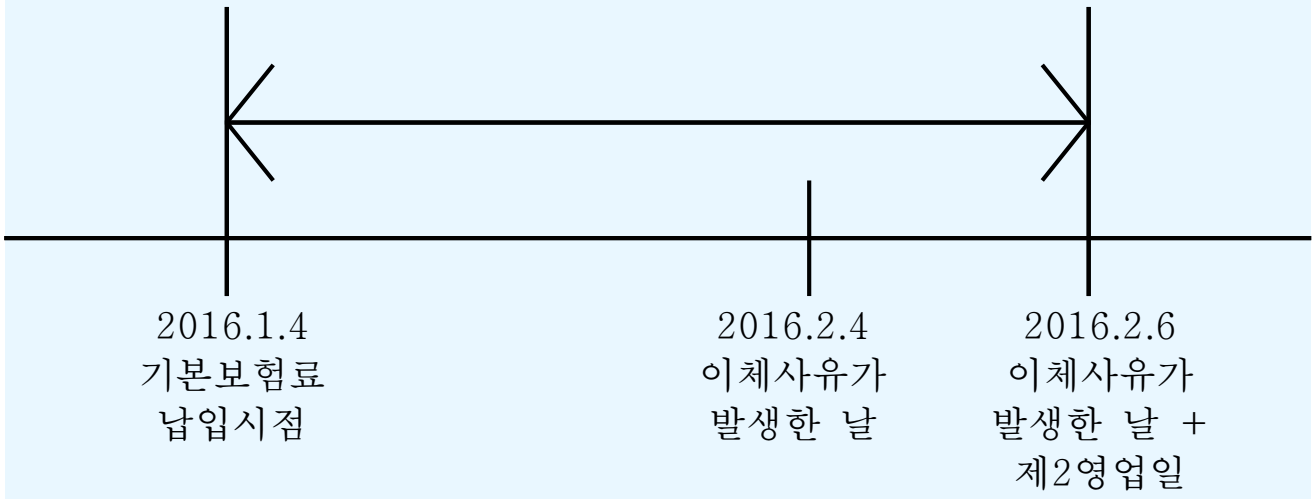 2016.1.4
기본보험료
납입시점
2016.2.4
이체사유가
발생한 날
2016.2.6
이체사유가
발생한 날 +
제2영업일